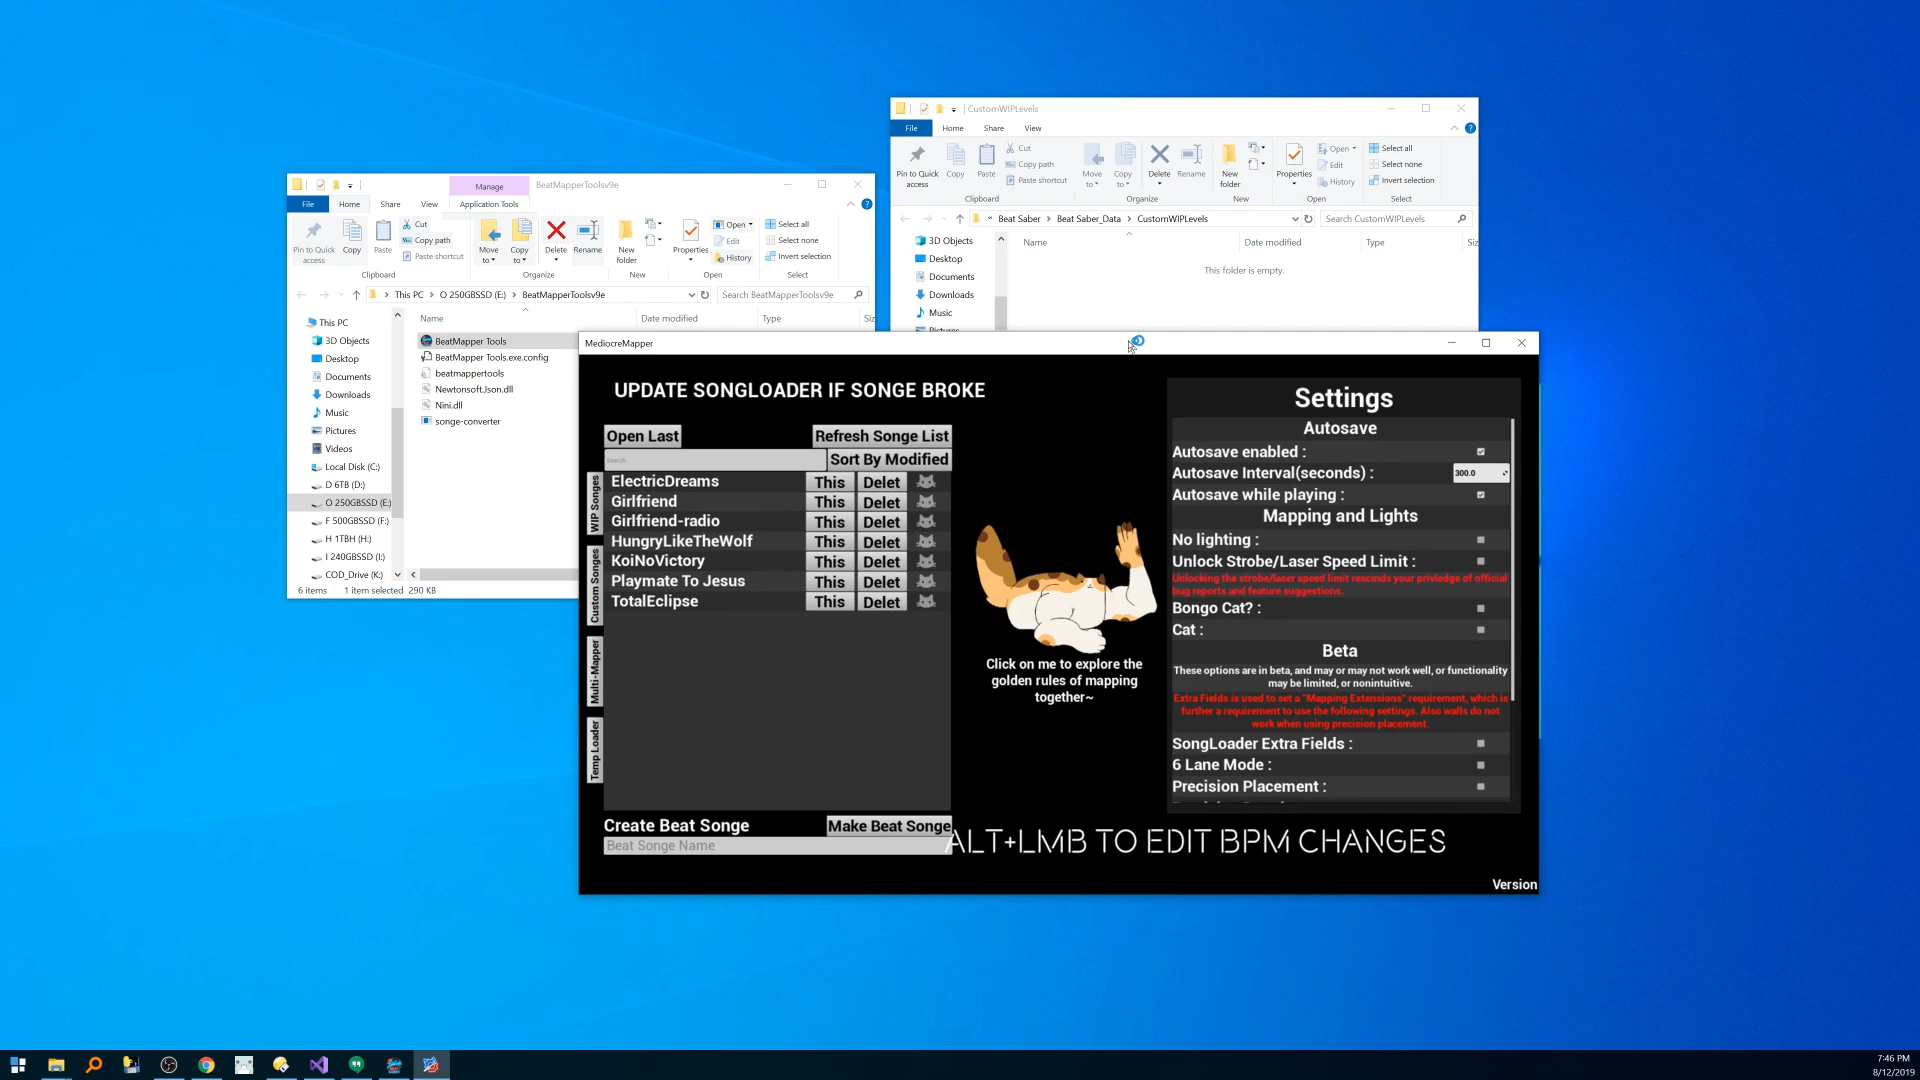 CustomWIPLevels
File
Home
Share
View
Pin to Quick access
Copy
Paste
Cut
Copy path
Paste shortcut
Move to
Copy to
Delete
Rename
New folder
Properties
Open
Edit
History
Select all
Select none
Invert selection
Clipboard
Organize
New
Open
Select
Beat Saber
Beat Saber_Data
CustomWIPLevels
Search CustomWIPLevels
3D Objects
Desktop
Documents
Downloads
Music
Name
Date modified
Type
This folder is empty.
Manage
BeatMapperToolsv9e
File
Home
Share
View
Application Tools
Pin to Quick access
Copy
Paste
Cut
Copy path
Paste shortcut
Move to
Copy to
Delete
Rename
New folder
Properties
Open
Edit
History
Select all
Select none
Invert selection
Clipboard
Organize
New
Open
Select
This PC
O 250GBSSD (E:)
BeatMapperToolsv9e
Search BeatMapperToolsv9e
Name
Date modified
Type
This PC
3D Objects
Desktop
Documents
Downloads
Music
Pictures
Videos
Local Disk (C:)
D 6TB (D:)
O 250GBSSD (E:)
F 500GBSSD (F:)
H 1TBH (H:)
I 240GBSSD (I:)
COD_Drive (K:)
BeatMapper Tools
BeatMapper Tools.exe.config
beatmappertools
Newtonsoft.Json.dll
Nini.dll
songe-converter
6 items
1 item selected 290 KB
MediocreMapper
UPDATE SONGLOADER IF SONGE BROKE
Open Last
Refresh Songe List
Search
Sort By Modified
WIP Songes
Custom Songes
Multi-Mapper
Temp Loader
ElectricDreams This Delet
Girlfriend This Delet
Girlfriend-radio This Delet
HungryLikeTheWolf This Delet
KoiNoVictory This Delet
Playmate To Jesus This Delet
TotalEclipse This Delet
Create Beat Songe
Make Beat Songe
Beat Songe Name
Click on me to explore the
golden rules of mapping
together~
Settings
Autosave
Autosave enabled :
Autosave Interval(seconds) : 300.0
Autosave while playing :
Mapping and Lights
No lighting :
Unlock Strobe/Laser Speed Limit :
Unlocking the strobe/laser speed limit rescinds your privledge of official
bug reports and feature suggestions.
Bongo Cat? :
Cat :
Beta
These options are in beta, and may or may not work well, or functionality
may be limited, or nonintuitive.
Extra Fields is used to set a "Mapping Extensions" requirement, which is
further a requirement to use the following settings. Also walls do not
work when using precision placement.
SongLoader Extra Fields :
6 Lane Mode :
Precision Placement :
ALT+LMB TO EDIT BPM CHANGES
Version
7:46 PM
8/12/2019